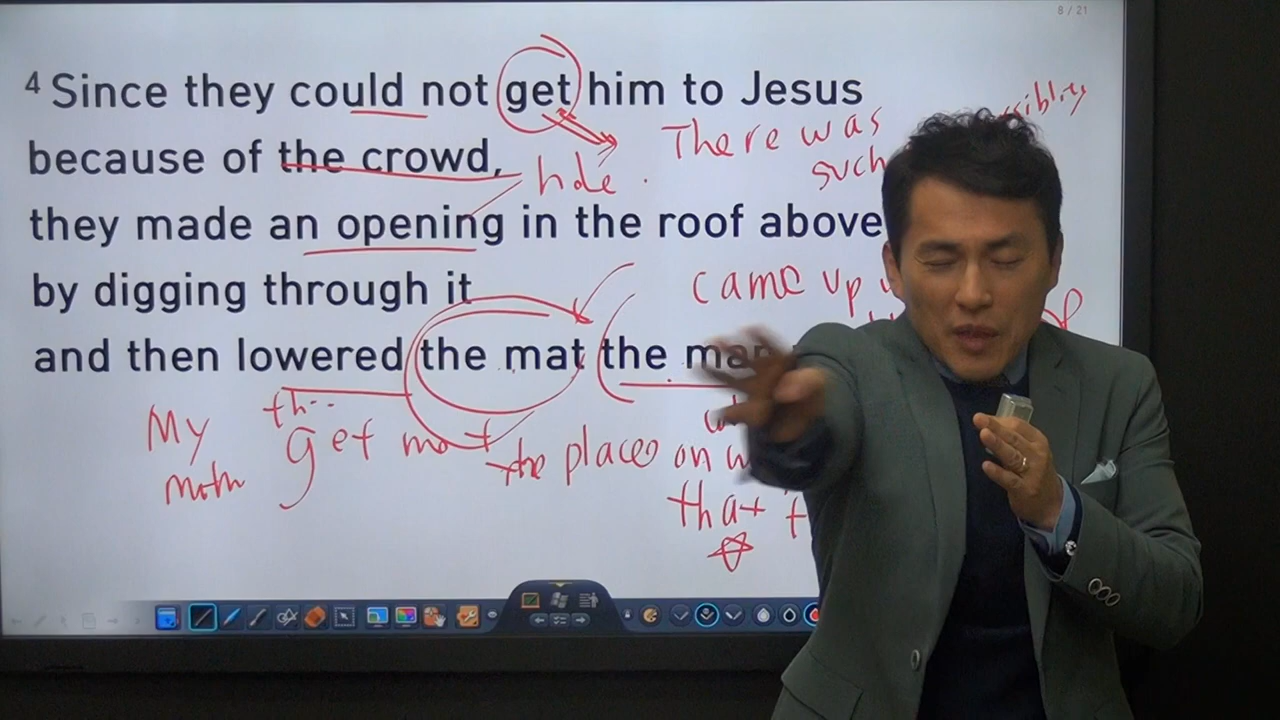 8 / 21
4 Since they could not get him to Jesus
There was
such
because of the crowd,
hole
they made an opening in the roof above
by digging through it
came up
and then lowered the mat the man
My
th..
get mat
the place on
that